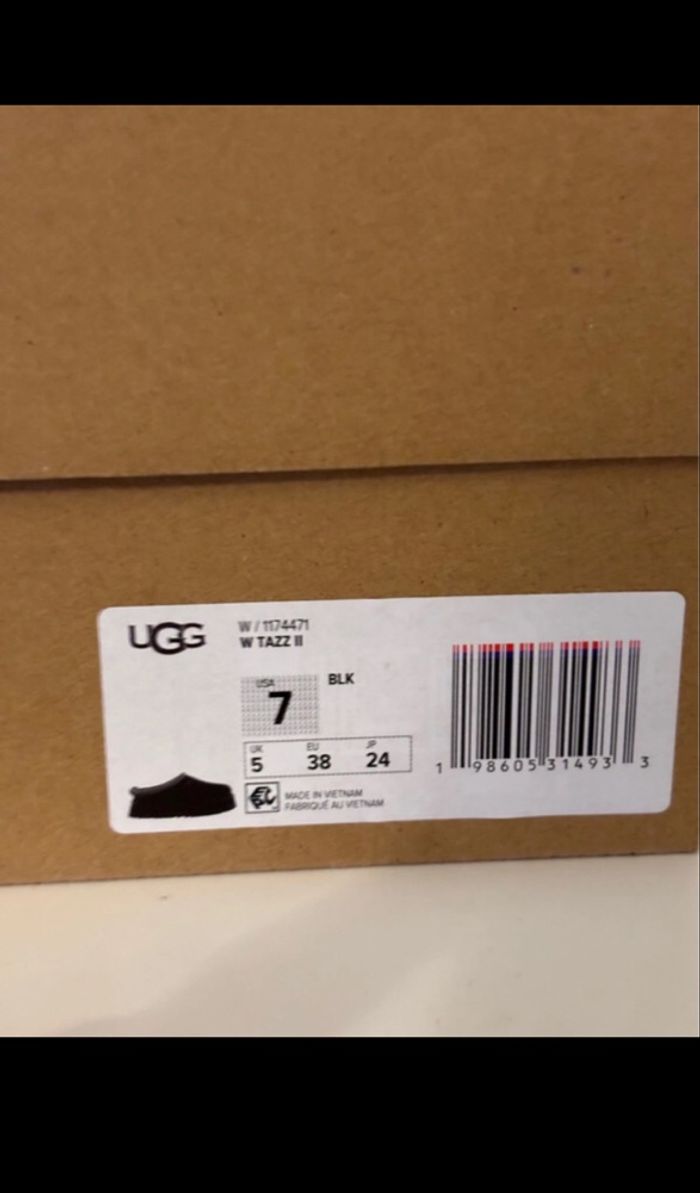 UGG
W / 1174471
W TAZZ II
USA
7
BLK
UK EU JP
5 38 24
MADE IN VIETNAM
FABRIQUÉ AU VIETNAM
1 98605 31493 3